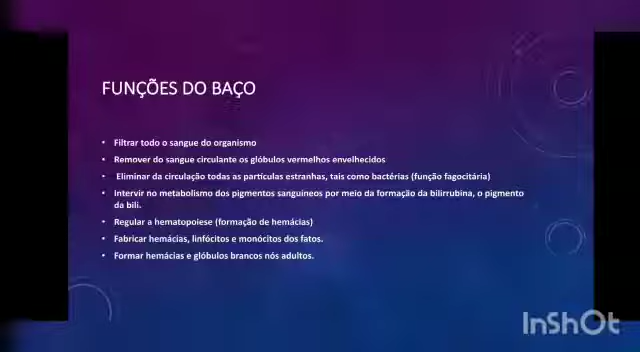 FUNÇÕES DO BAÇO
• Filtrar todo o sangue do organismo
• Remover do sangue circulante os glóbulos vermelhos envelhecidos
• Eliminar da circulação todas as partículas estranhas, tais como bactérias (função fagocitária)
• Intervir no metabolismo dos pigmentos sanguíneos por meio da formação da bilirrubina, o pigmento
da bili.
• Regular a hematopoiese (formação de hemácias)
• Fabricar hemácias, linfócitos e monócitos dos fatos.
• Formar hemácias e glóbulos brancos nós adultos.
InShOt